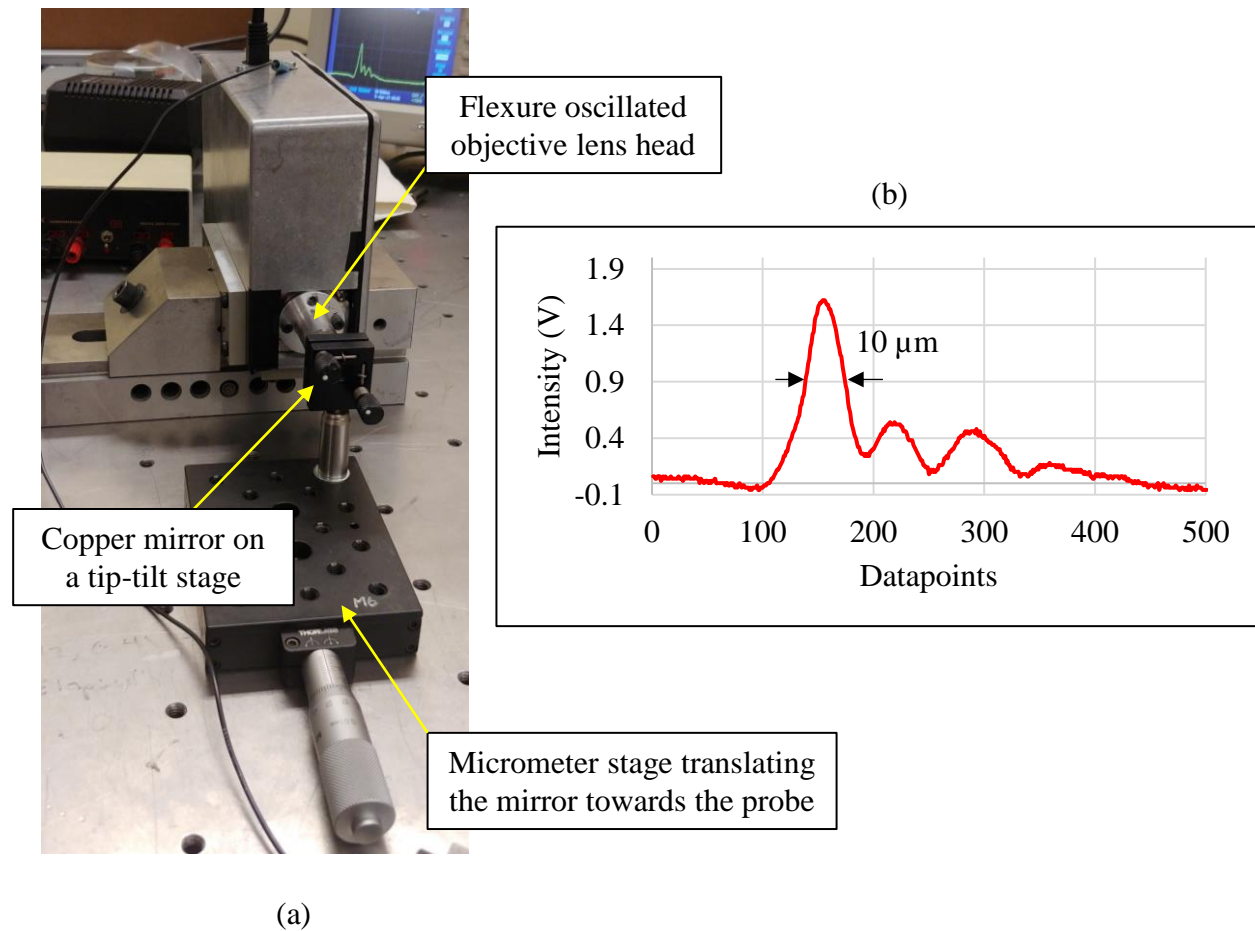 Flexure oscillated
objective lens head
(b)
10 µm
Intensity (V)
1.9
1.4
0.9
0.4
-0.1
0
100
200
300
400
500
Datapoints
Copper mirror on
a tip-tilt stage
M6
THORLABS
Micrometer stage translating
the mirror towards the probe
(a)